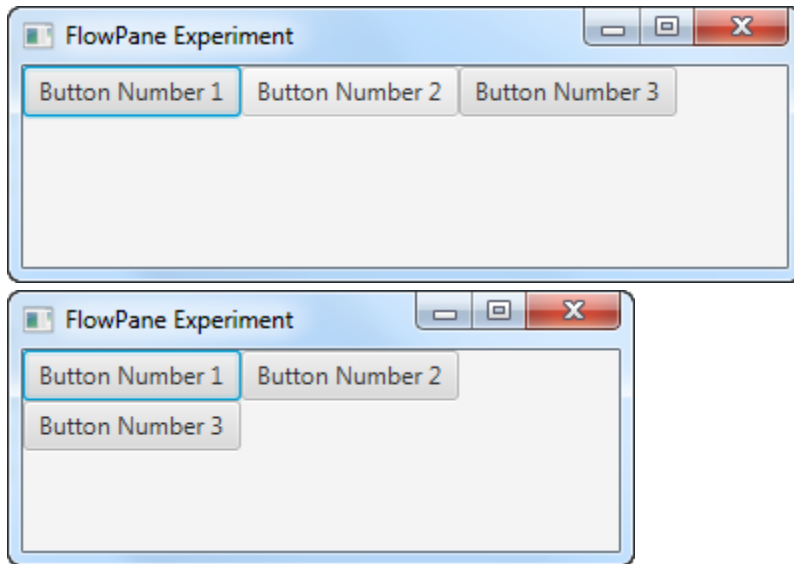 FlowPane Experiment
Button Number 1 Button Number 2 Button Number 3
FlowPane Experiment
Button Number 1 Button Number 2
Button Number 3